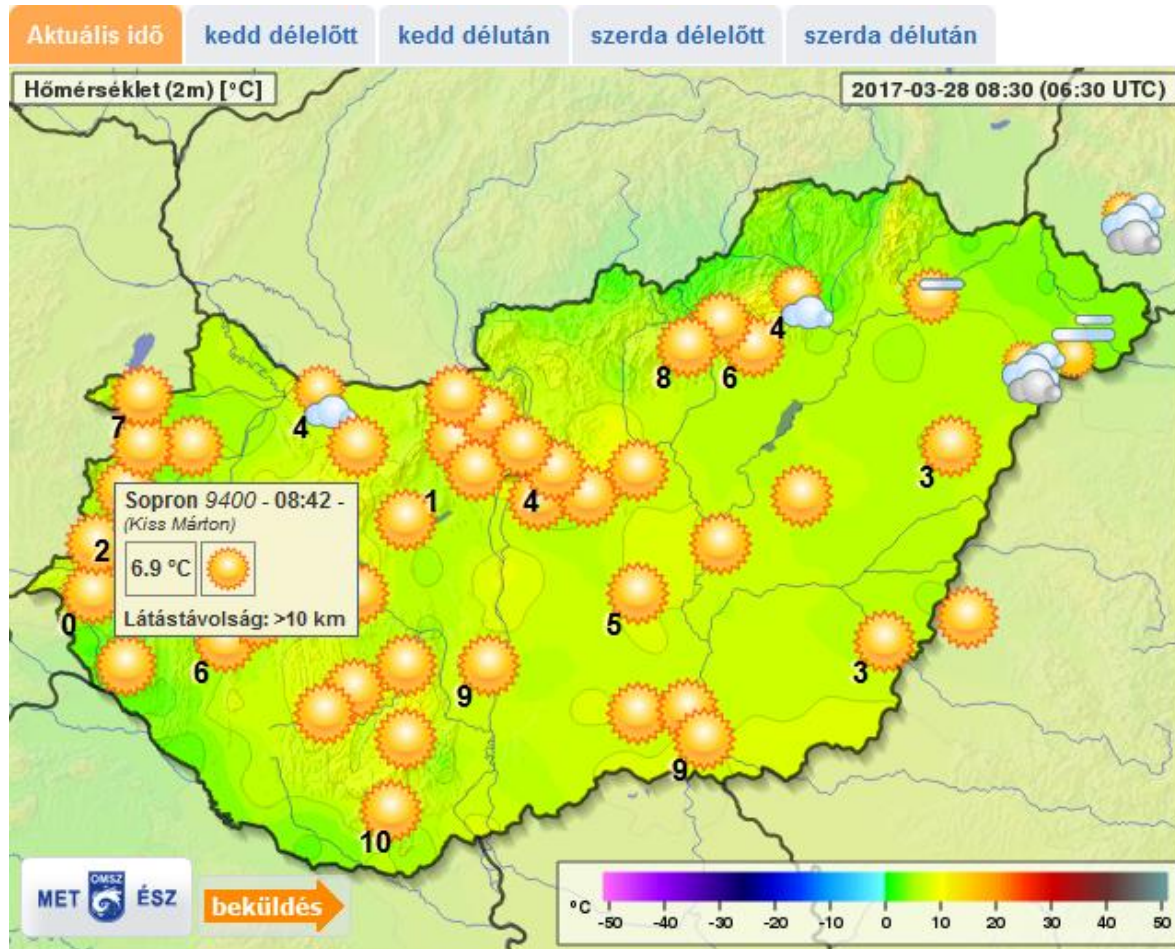 Aktuális idő kedd délelőtt kedd délután szerda délelőtt szerda délután
Hőmérséklet (2m) [°C]
2017-03-28 08:30 (06:30 UTC)
4
8
6
7
4
3
1
4
Sopron 9400 - 08:42 -
(Kiss Márton)
2
6.9 °C
Látástávolság: >10 km
0
5
6
9
3
9
10
MET OMSZ ÉSZ
beküldés
°C
-50 -40 -30 -20 -10 0 10 20 30 40 50